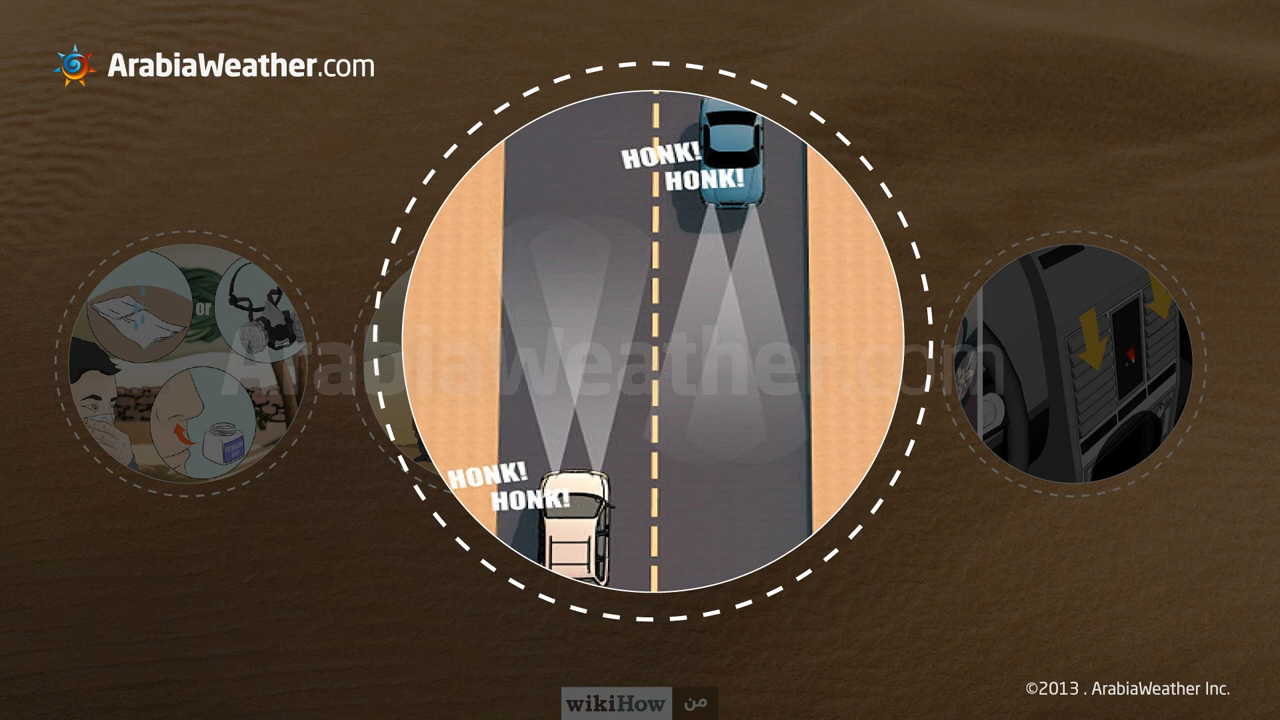 ArabiaWeather.com
HONK!
HONK!
or
ArabiaWeather.com
HONK!
HONK!
©2013 . ArabiaWeather Inc.
wikiHow من